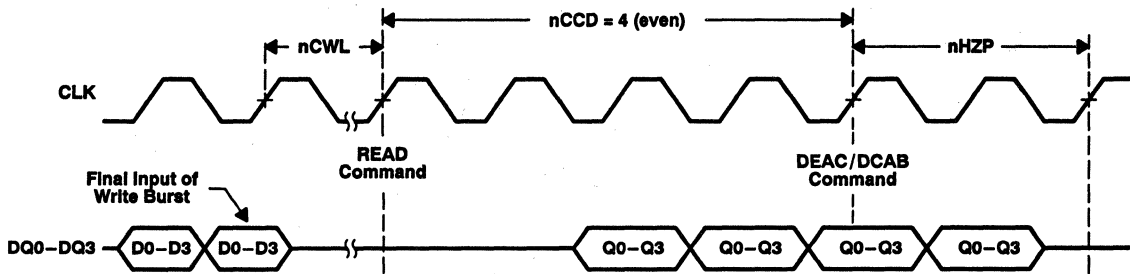 nCCD = 4 (even)
nCWL
nHZP
CLK
READ
Command
DEAC/DCAB
Command
Final Input of
Write Burst
DQ0–DQ3
D0–D3
D0–D3
Q0–Q3
Q0–Q3
Q0–Q3
Q0–Q3